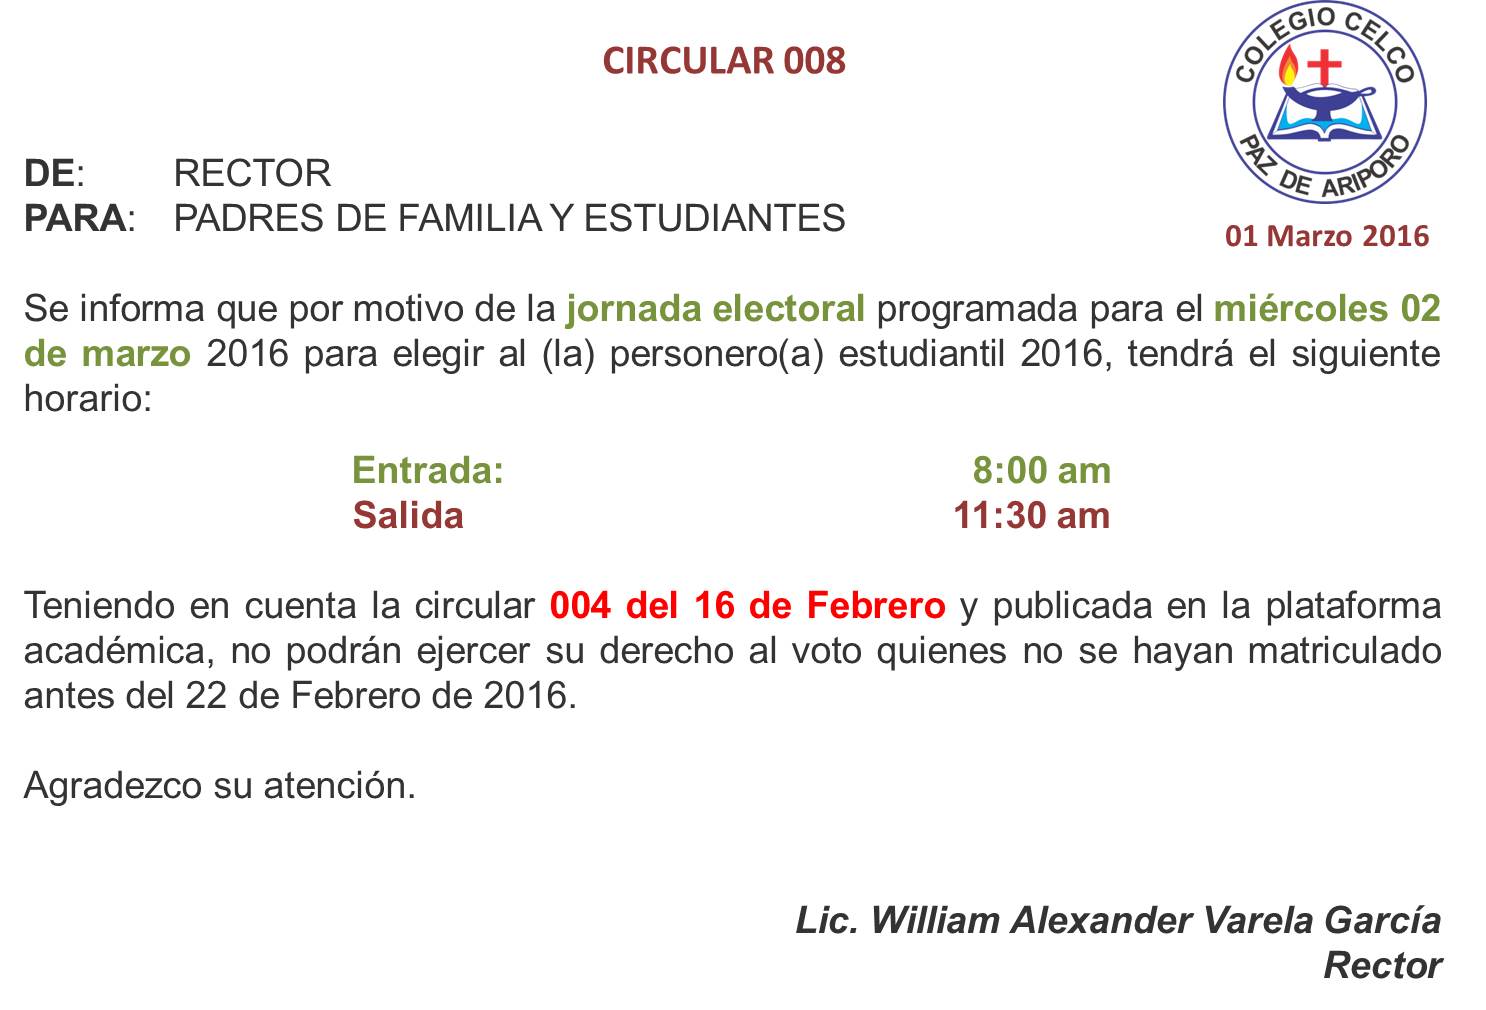 COLEGIO CELCO
PAZ DE ARIPORO
CIRCULAR 008
DE: RECTOR
PARA: PADRES DE FAMILIA Y ESTUDIANTES
01 Marzo 2016
Se informa que por motivo de la jornada electoral programada para el miércoles 02
de marzo 2016 para elegir al (la) personero(a) estudiantil 2016, tendrá el siguiente
horario:
Entrada: 8:00 am
Salida 11:30 am
Teniendo en cuenta la circular 004 del 16 de Febrero y publicada en la plataforma
académica, no podrán ejercer su derecho al voto quienes no se hayan matriculado
antes del 22 de Febrero de 2016.
Agradezco su atención.
Lic. William Alexander Varela García
Rector